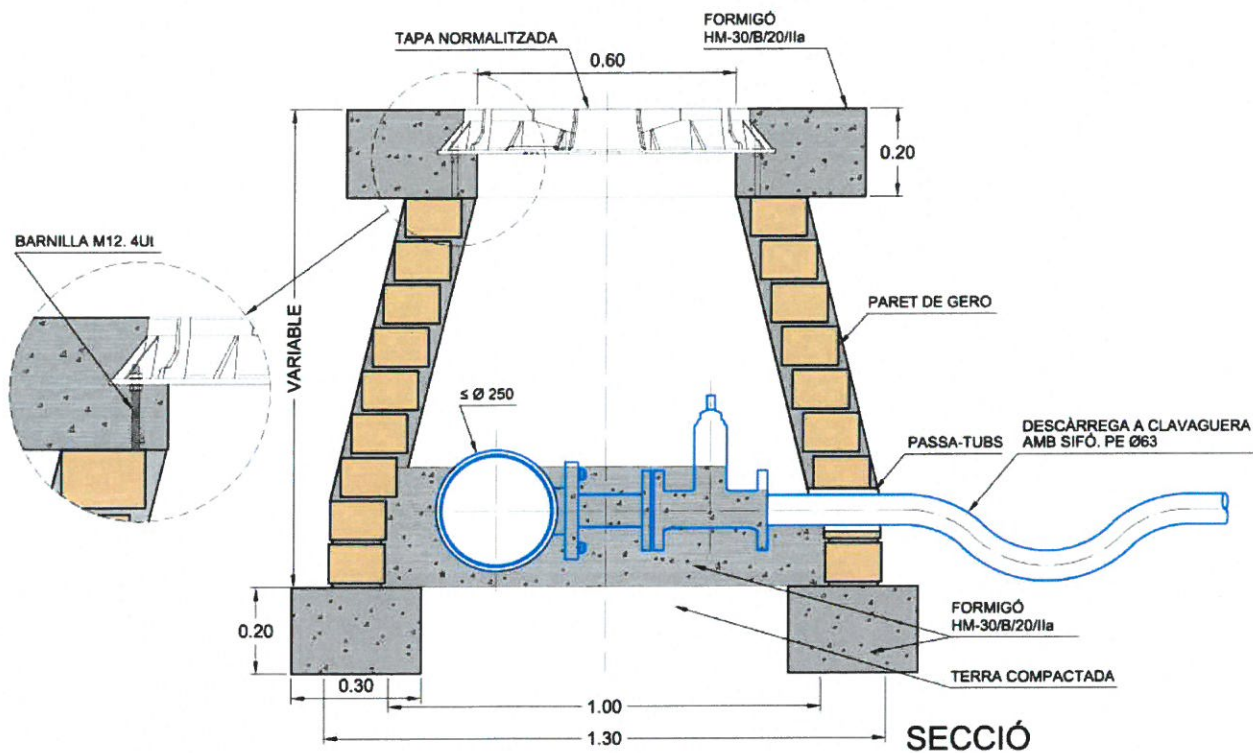 FORMIGÓ
HM-30/B/20/IIa
TAPA NORMALITZADA
0.60
0.20
BARNILLA M12. 4Ut
VARIABLE
PARET DE GERO
≤ Ø 250
PASSA-TUBS
DESCÀRREGA A CLAVAGUERA
AMB SIFÓ. PE Ø63
0.20
FORMIGÓ
HM-30/B/20/IIa
0.30
TERRA COMPACTADA
1.00
1.30
SECCIÓ